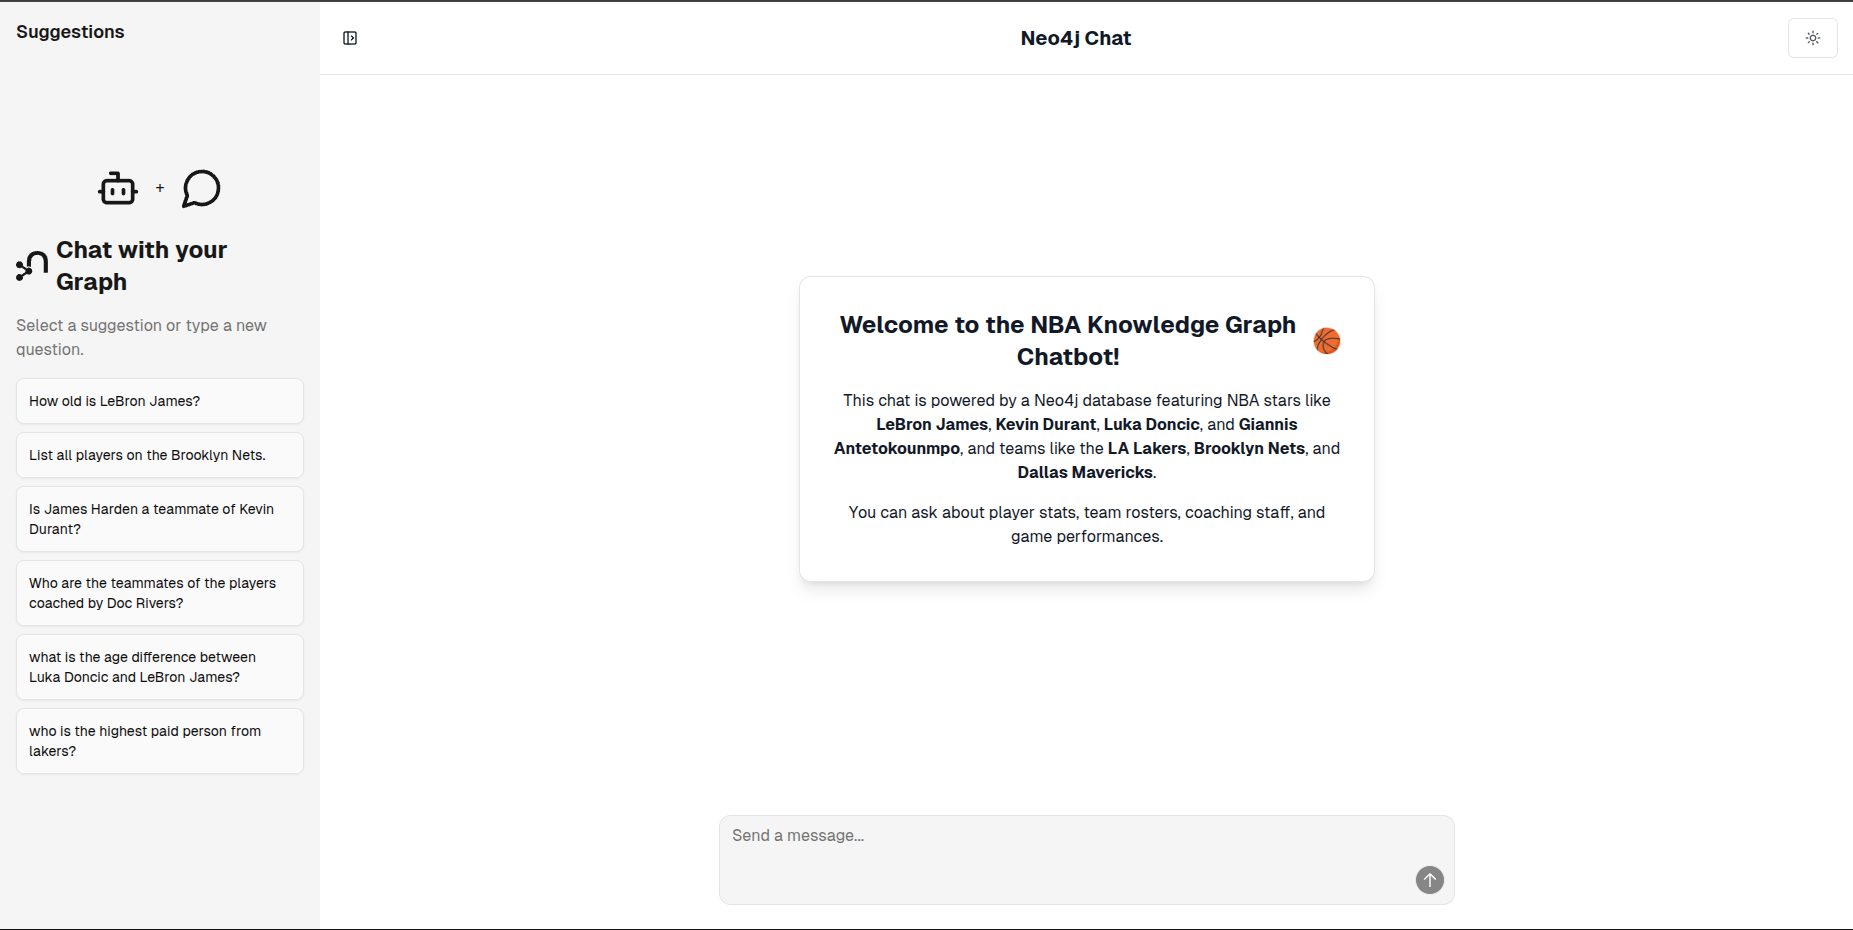 Suggestions
+
Chat with your
Graph
Select a suggestion or type a new
question.
How old is LeBron James?
List all players on the Brooklyn Nets.
Is James Harden a teammate of Kevin
Durant?
Who are the teammates of the players
coached by Doc Rivers?
what is the age difference between
Luka Doncic and LeBron James?
who is the highest paid person from
lakers?
Neo4j Chat
Welcome to the NBA Knowledge Graph
Chatbot!
This chat is powered by a Neo4j database featuring NBA stars like
LeBron James, Kevin Durant, Luka Doncic, and Giannis
Antetokounmpo, and teams like the LA Lakers, Brooklyn Nets, and
Dallas Mavericks.
You can ask about player stats, team rosters, coaching staff, and
game performances.
Send a message...